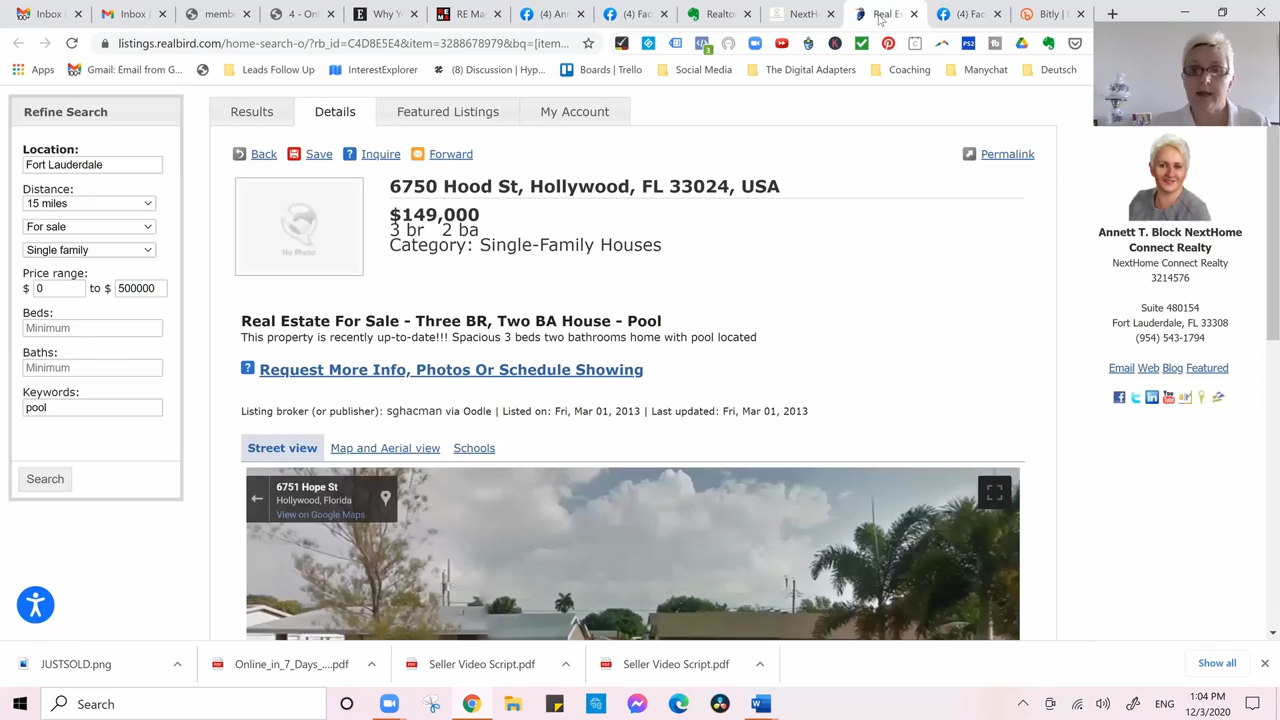 Inbox
Inbox (
memb
4 - Onl
Why Y
RE Mar
(4) Ann
(4) Face
Realto
NextH
Real Es
(4) Fac
Bitly |
listings.realbird.com/home-search-o/?id=C4D8E5E4&item=3288678979&bq=[item...
Apps
Gmail: Email from G...
Leads Follow Up
InterestExplorer
(8) Discussion | Hyp...
Boards | Trello
Social Media
The Digital Adapters
Coaching
Manychat
Deutsch
Refine Search
Results
Details
Featured Listings
My Account
Location:
Fort Lauderdale
Distance:
15 miles
For sale
Single family
Price range:
$ 0 to $ 500000
Beds:
Minimum
Baths:
Minimum
Keywords:
pool
Search
Back
Save
Inquire
Forward
Permalink
No Photo
6750 Hood St, Hollywood, FL 33024, USA
$149,000
3 br 2 ba
Category: Single-Family Houses
Real Estate For Sale - Three BR, Two BA House - Pool
This property is recently up-to-date!!! Spacious 3 beds two bathrooms home with pool located
Request More Info, Photos Or Schedule Showing
Listing broker (or publisher): sghacman via Oodle | Listed on: Fri, Mar 01, 2013 | Last updated: Fri, Mar 01, 2013
Street view
Map and Aerial view
Schools
6751 Hope St
Hollywood, Florida
View on Google Maps
Annett T. Block NextHome
Connect Realty
NextHome Connect Realty
3214576
Suite 480154
Fort Lauderdale, FL 33308
(954) 543-1794
Email Web Blog Featured
JUSTSOLD.png
Online_in_7_Days_....pdf
Seller Video Script.pdf
Seller Video Script.pdf
Show all
Search
ENG
1:04 PM
12/3/2020